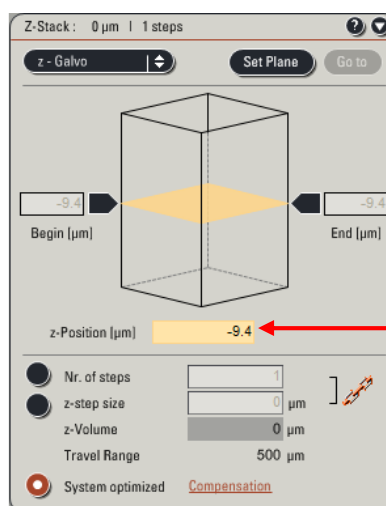 Z-Stack: 0 µm | 1 steps ?
z - Galvo Set Plane Go to
-9.4 -9.4
Begin [µm] End [µm]
z-Position [µm] -9.4
Nr. of steps 1
z-step size 0 µm
z-Volume 0 µm
Travel Range 500 µm
System optimized Compensation